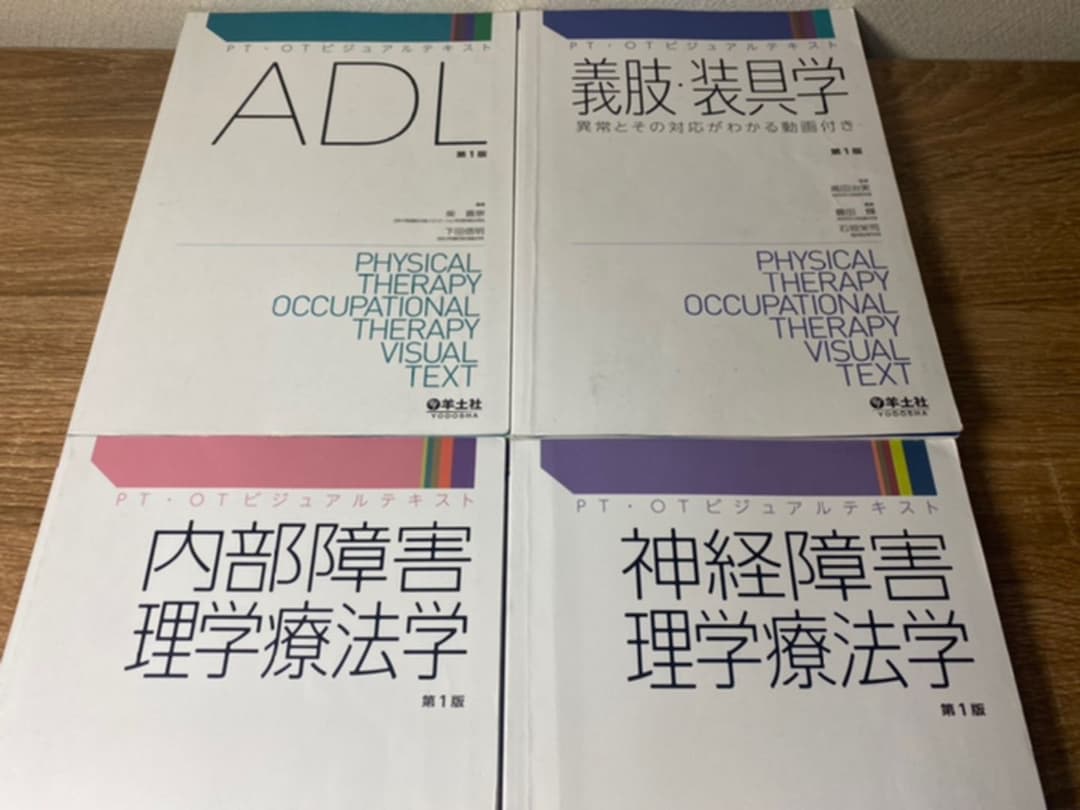 PT・OTビジュアルテキスト
ADL
第1版
下田信明
PHYSICAL
THERAPY
OCCUPATIONAL
THERAPY
VISUAL
TEXT
羊土社
YODOSHA
PT・OTビジュアルテキスト
義肢・装具学
異常とその対応がわかる動画付き
第1版
PHYSICAL
THERAPY
OCCUPATIONAL
THERAPY
VISUAL
TEXT
羊土社
YODOSHA
PT・OTビジュアルテキスト
内部障害
理学療法学
第1版
PT・OTビジュアルテキスト
神経障害
理学療法学
第1版